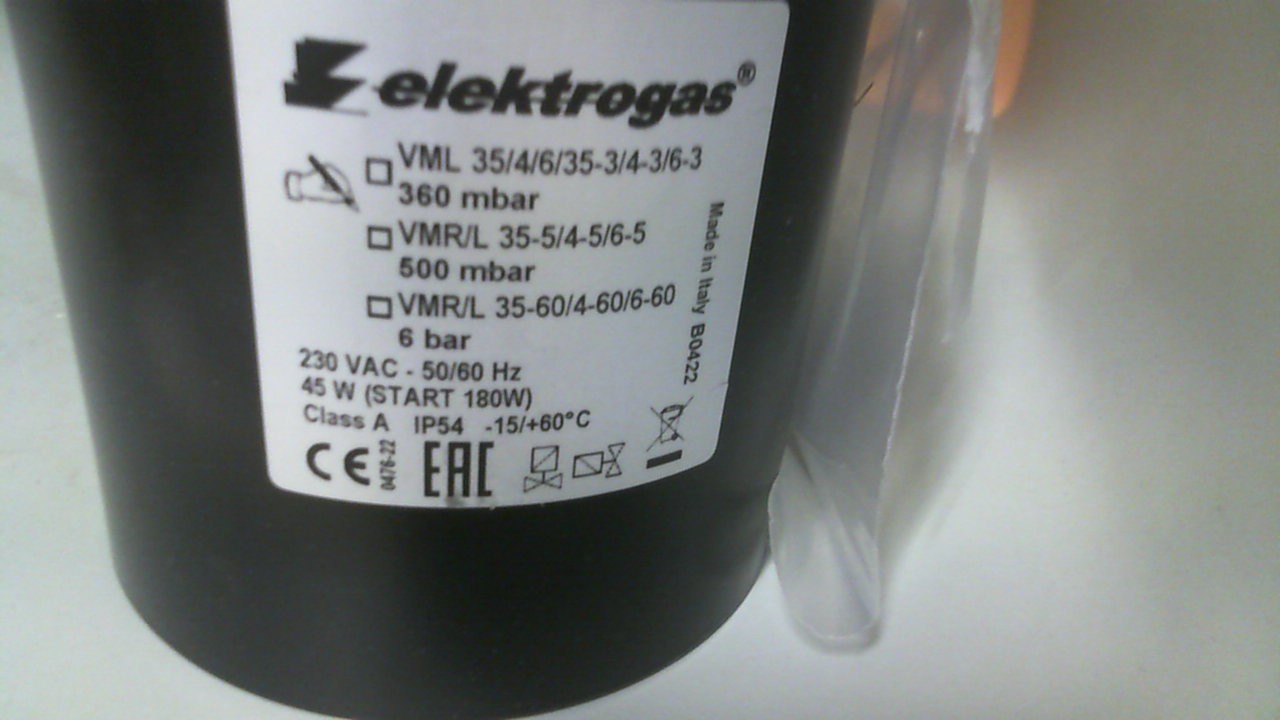 elektrogas®
VML 35/4/6/35-3/4-3/6-3
360 mbar
VMR/L 35-5/4-5/6-5
500 mbar
VMR/L 35-60/4-60/6-60
6 bar
230 VAC - 50/60 Hz
45 W (START 180W)
Class A IP54 -15/+60°C
CE 0476-22 EAC
Made in Italy B0422